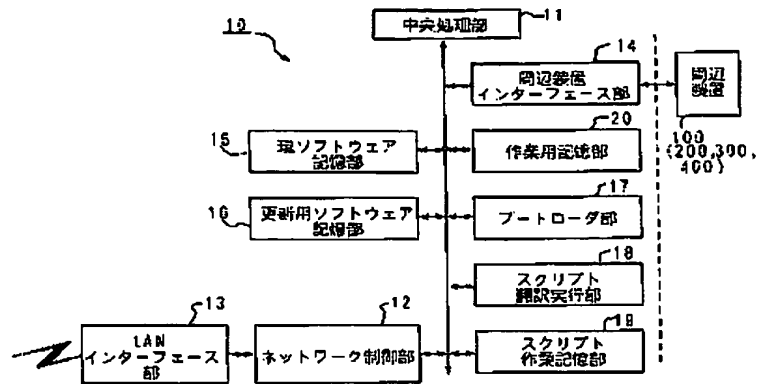 10
中央処理部
11
14
周辺装置
インターフェース部
周辺
装置
100
(200,300,
400)
15
現ソフトウェア
記憶部
20
作業用記憶部
16
更新用ソフトウェア
記憶部
17
ブートローダ部
18
スクリプト
翻訳実行部
13
LAN
インターフェース
部
12
ネットワーク制御部
19
スクリプト
作業記憶部